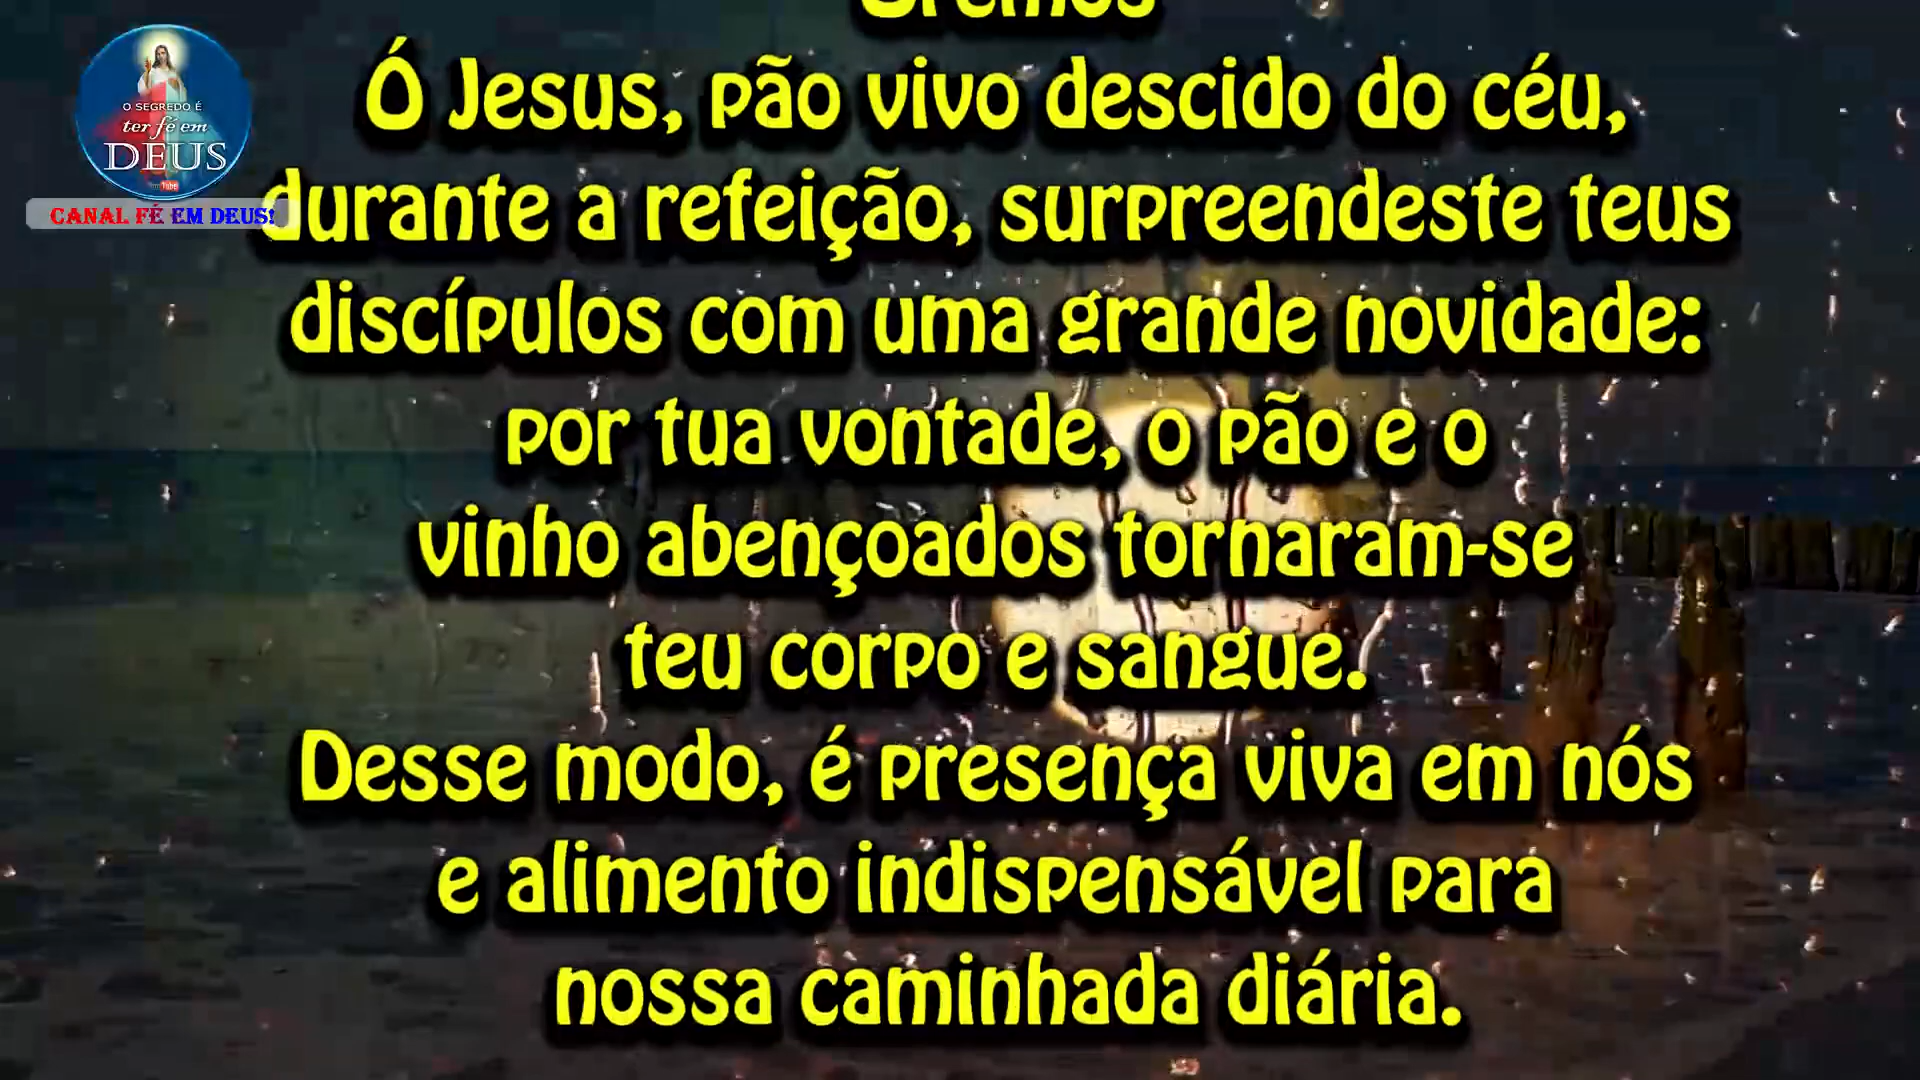 Oremos
Ó Jesus, pão vivo descido do céu,
durante a refeição, surpreendeste teus
discípulos com uma grande novidade:
por tua vontade, o pão e o
vinho abençoados tornaram-se
teu corpo e sangue.
Desse modo, é presença viva em nós
e alimento indispensável para
nossa caminhada diária.
O SEGREDO É
ter fé em
DEUS
CANAL FÉ EM DEUS!